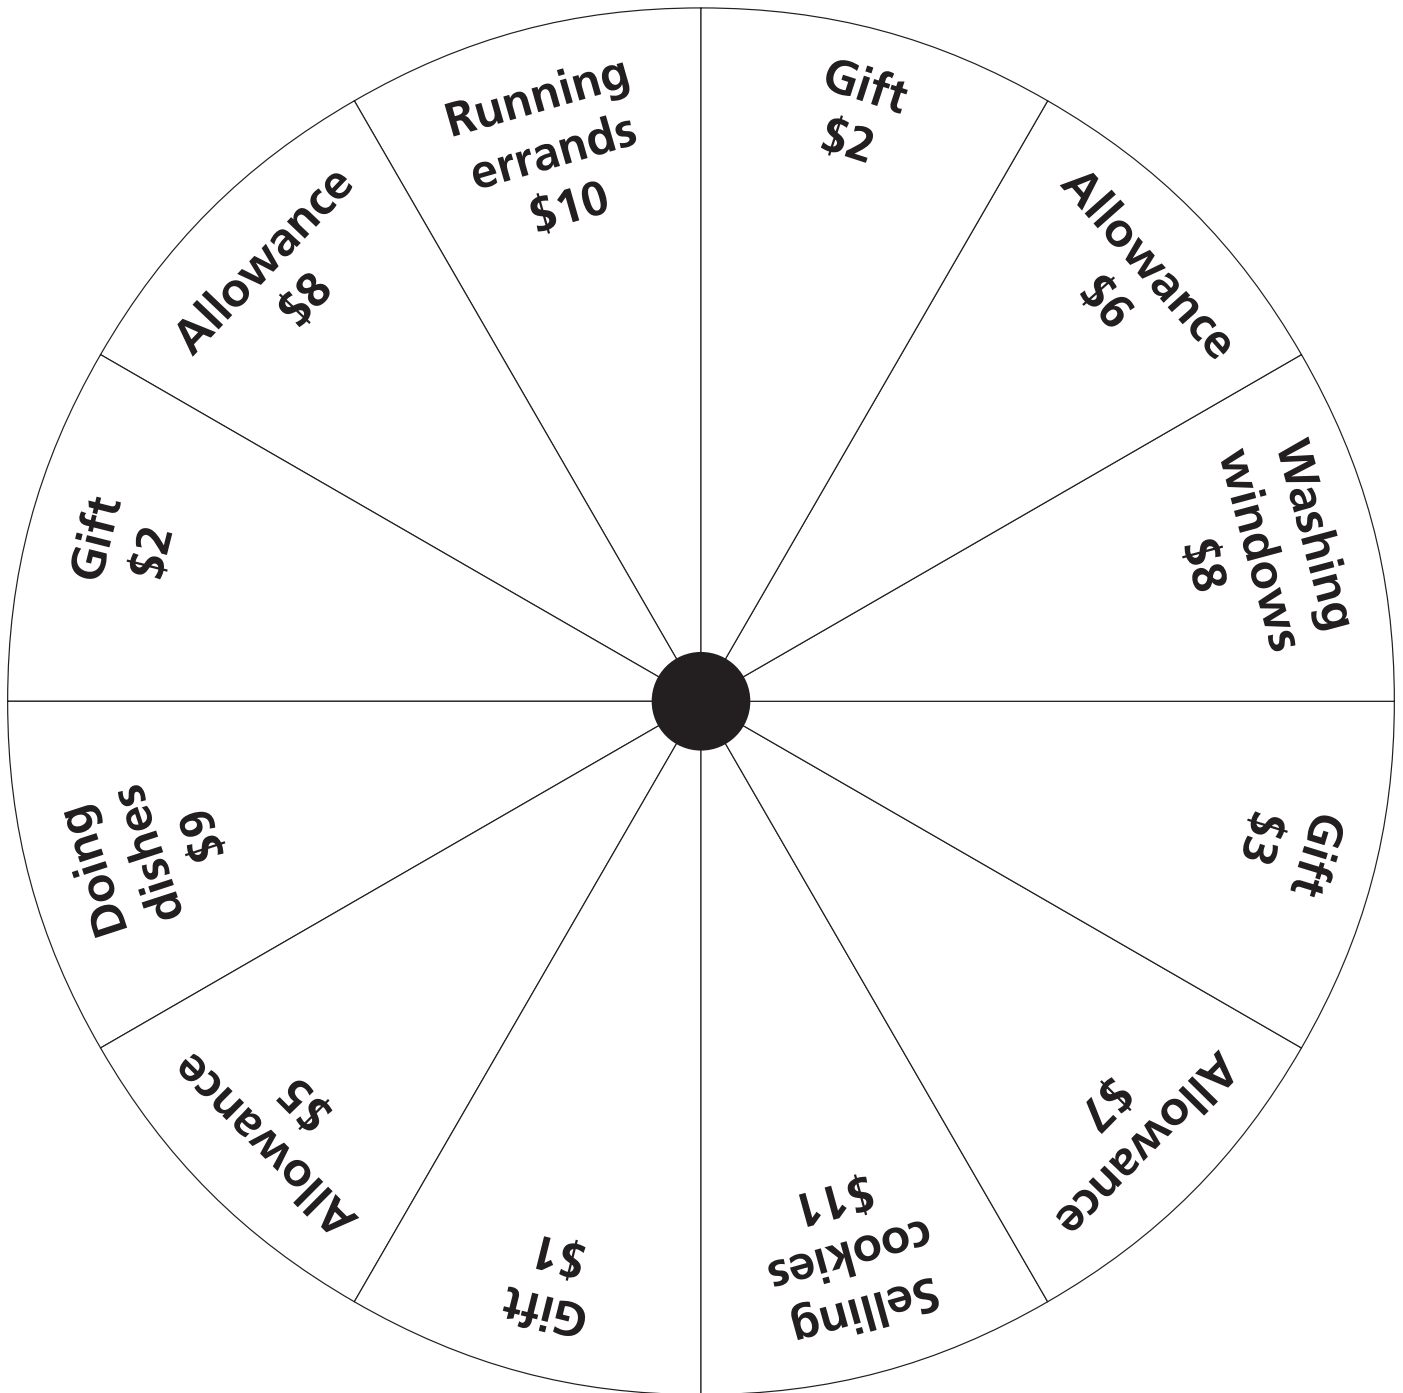 Gift
$2
Allowance
$6
Washing
windows
$8
Gift
$3
Allowance
$7
Selling
cookies
$11
Gift
$1
Allowance
$5
Doing
dishes
$9
Gift
$2
Allowance
$8
Running
errands
$10